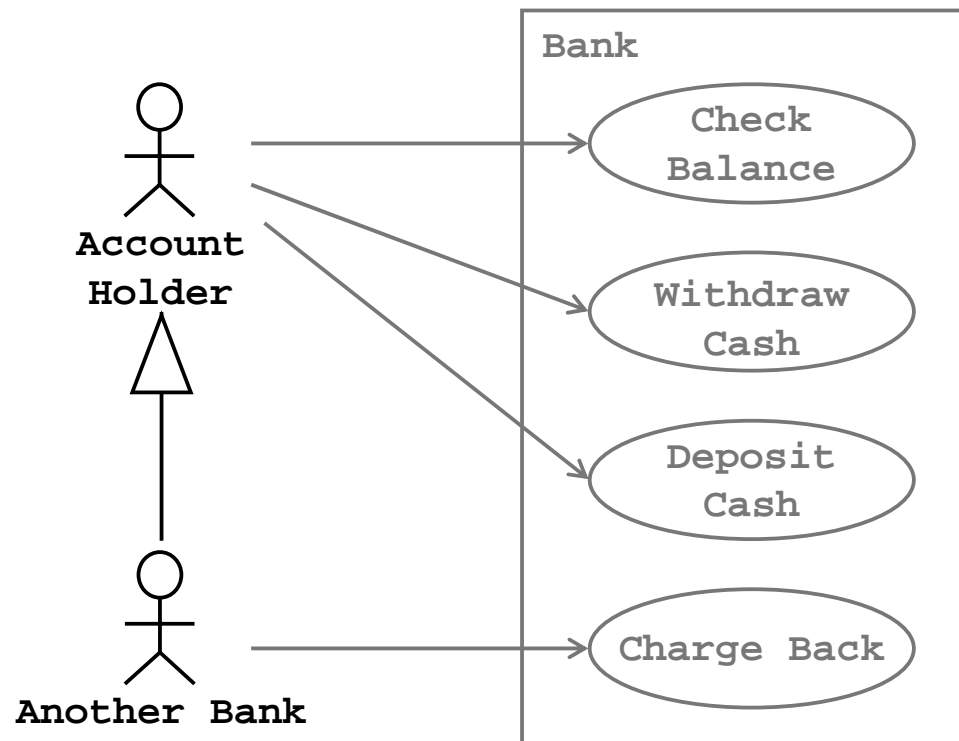 Bank
Check
Balance
Account
Holder
Withdraw
Cash
Deposit
Cash
Charge Back
Another Bank